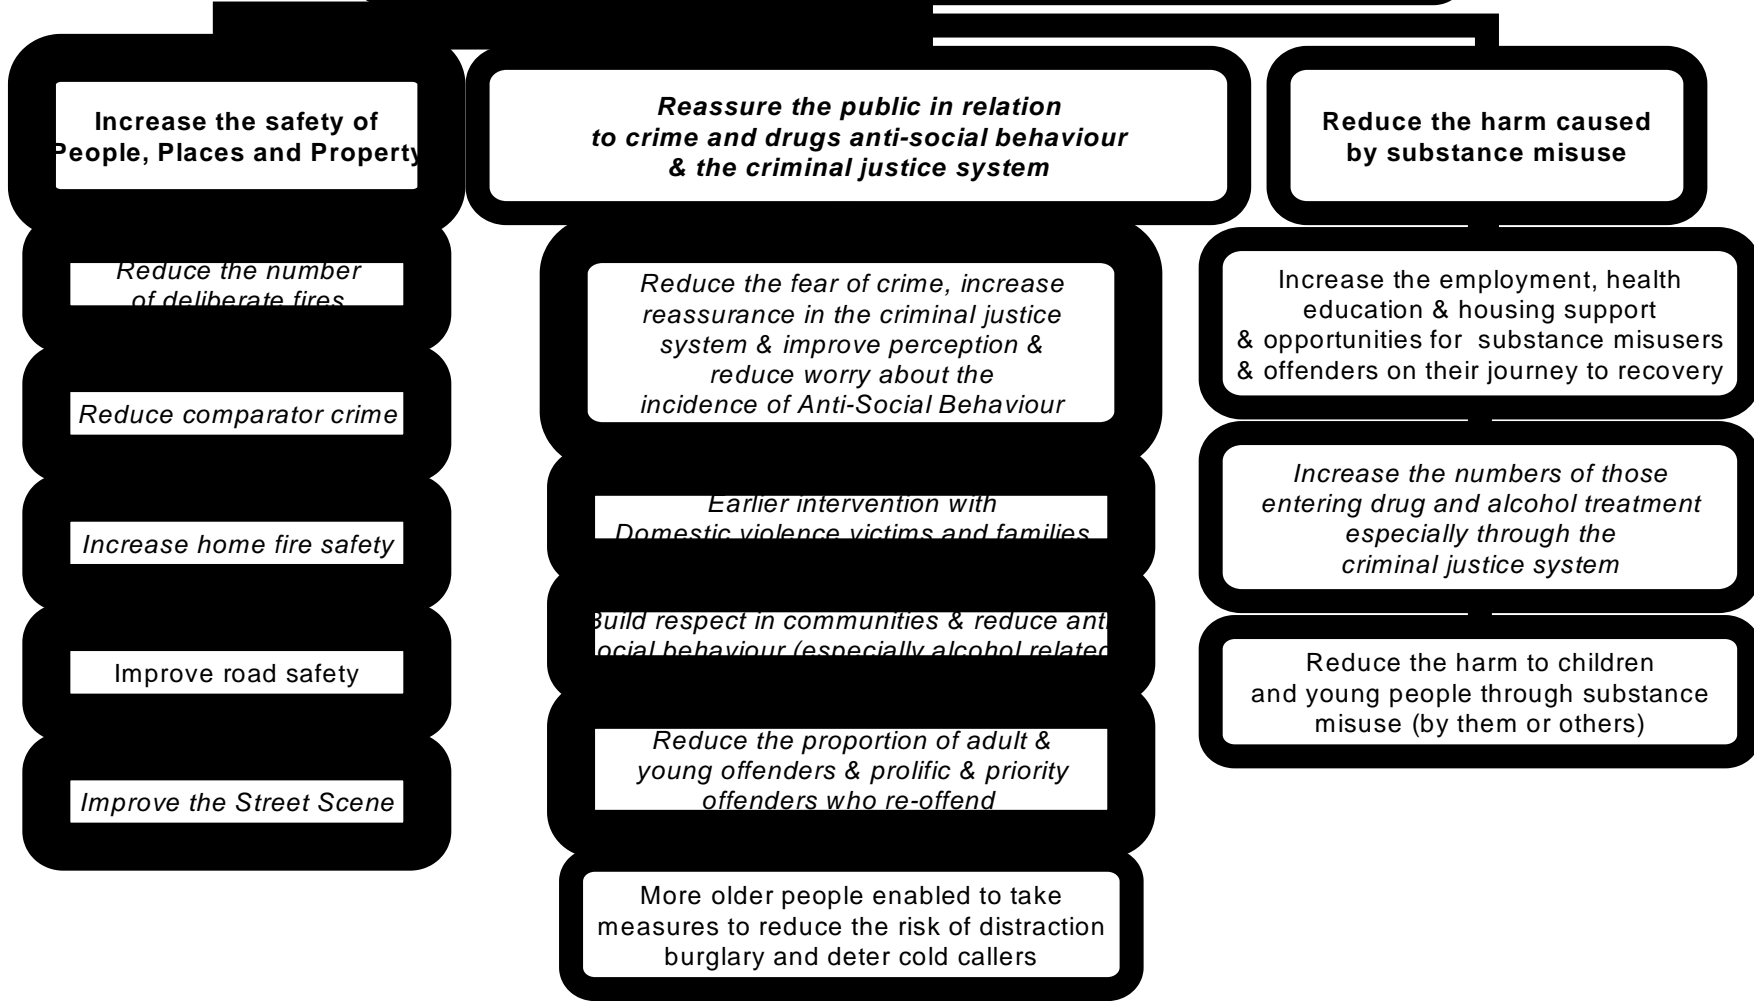 Increase the safety of
People, Places and Property
Reduce the number
of deliberate fires
Reduce comparator crime
Increase home fire safety
Improve road safety
Improve the Street Scene
Reassure the public in relation
to crime and drugs anti-social behaviour
& the criminal justice system
Reduce the fear of crime, increase
reassurance in the criminal justice
system & improve perception &
reduce worry about the
incidence of Anti-Social Behaviour
Earlier intervention with
Domestic violence victims and families
Build respect in communities & reduce anti
ocial behaviour (especially alcohol related
Reduce the proportion of adult &
young offenders & prolific & priority
offenders who re-offend
More older people enabled to take
measures to reduce the risk of distraction
burglary and deter cold callers
Reduce the harm caused
by substance misuse
Increase the employment, health
education & housing support
& opportunities for substance misusers
& offenders on their journey to recovery
Increase the numbers of those
entering drug and alcohol treatment
especially through the
criminal justice system
Reduce the harm to children
and young people through substance
misuse (by them or others)